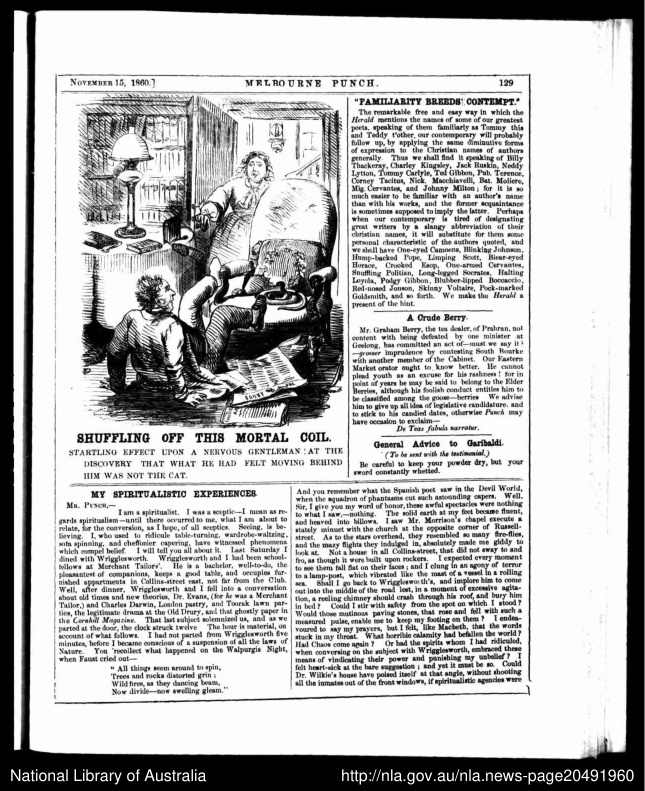 NOVEMBER 15, 1860.]
MELBOURNE PUNCH.
129
SHUFFLING OFF THIS MORTAL COIL.
STARTLING EFFECT UPON A NERVOUS GENTLEMAN AT THE
DISCOVERY THAT WHAT HE HAD FELT MOVING BEHIND
HIM WAS NOT THE CAT.
"FAMILIARITY BREEDS CONTEMPT."
The remarkable free and easy way in which the
Herald mentions the names of some of our greatest
poets, speaking of them familiarly as Tommy this
and Teddy t'other, our contemporary will probably
follow up, by applying the same diminutive forms
of expression to the Christian names of authors
generally. Thus we shall find it speaking of Billy
Thackeray, Charley Kingsley, Jack Ruskin, Neddy
Lytton, Tommy Carlyle, Ted Gibbon, Pub. Terence,
Corney Tacitus, Nick. Macchiavelli, Bat. Moliere,
Mig. Cervantes, and Johnny Milton; for it is so
much easier to be familiar with an author's name
than with his works, and the former acquaintance
is sometimes supposed to imply the latter. Perhaps
when our contemporary is tired of designating
great writers by a slangy abbreviation of their
christian names, it will substitute for them some
personal characteristic of the authors quoted, and
we shall have One-eyed Camoens, Blinking Johnson,
Hump-backed Pope, Limping Scott, Blear-eyed
Horace, Crooked Esop, One-armed Cervantes,
Snuffling Politian, Long-legged Socrates, Halting
Loyola, Podgy Gibbon, Blubber-lipped Boccaccio,
Red-nosed Jonson, Skinny Voltaire, Pock-marked
Goldsmith, and so forth. We make the Herald a
present of the hint.
A Crude Berry.
Mr. Graham Berry, the tea dealer, of Prahran, not
content with being defeated by one minister at
Geelong, has committed an act of—must we say it?
—grosser imprudence by contesting South Bourke
with another member of the Cabinet. Our Eastern
Market orator ought to know better. He cannot
plead youth as an excuse for his rashness! for in
point of years he may be said to belong to the Elder
Berries, although his foolish conduct entitles him to
be classified among the goose—berries We advise
him to give up all idea of legislative candidature, and
to stick to his candied dates, otherwise Punch may
have occasion to exclaim—
De Teas fabula narratur.
General Advice to Garibaldi.
(To be sent with the testimonial.)
Be careful to keep your powder dry, but your
sword constantly whetted.
MY SPIRITUALISTIC EXPERIENCES.
MR. PUNCH,—
I am a spiritualist. I was a sceptic—I mean as re-
gards spiritualism—until there occurred to me, what I am about to
relate, for the conversion, as I hope, of all sceptics. Seeing, is be-
lieving. I, who used to ridicule table-turning, wardrobe-waltzing,
sofa spinning, and cheffonier capering, have witnessed phenomena
which compel belief. I will tell you all about it. Last Saturday I
dined with Wrigglesworth. Wrigglesworth and I had been school-
fellows at Merchant Tailors'. He is a bachelor, well-to-do, the
pleasantest of companions, keeps a good table, and occupies fur-
nished appartments in Collins-street east, not far from the Club.
Well, after dinner, Wrigglesworth and I fell into a conversation
about old times and new theories, Dr. Evans, (for he was a Merchant
Tailor,) and Charles Darwin, London pastry, and Toorak lawn par-
ties, the legitimate drama at the Old Drury, and that ghostly paper in
the Cornhill Magazine. That last subject solemnized us, and as we
parted at the door, the clock struck twelve The hour is material, on
account of what follows. I had not parted from Wrigglesworth five
minutes, before I became conscious of a suspension of all the laws of
Nature. You 'recollect what happened on the Walpurgis Night,
when Faust cried out—
"All things seem around to spin,
Trees and rocks distorted grin;
Wild fires, as they dancing beam,
Now divide—now swelling gleam."
And you remember what the Spanish poet saw in the Devil World,
when the squadron of phantasms cut such astounding capers. Well,
Sir, I give you my word of honor, these awful spectacles were nothing
to what I saw,—nothing. The solid earth at my feet became fluent,
and heaved into billows. I saw Mr. Morrison's chapel execute a
stately minuet with the church at the opposite corner of Russell-
street. As to the stars overhead, they resembled so many fire-flies,
and the mazy flights they indulged in, absolutely made me giddy to
look at. Not a house in all Collins-street, that did not sway to and
fro, as though it were built upon rockers. I expected every moment
to see them fall flat on their faces; and I clung in an agony of terror
to a lamp-post, which vibrated like the mast of a vessel in a rolling
sea. Shall I go back to Wrigglesworth's, and implore him to come
out into the middle of the road lest, in a moment of excessive agita-
tion, a reeling chimney should crash through his roof, and bury him
in bed? Could I stir with safety from the spot on which I stood?
Would those mutinous paving stones, that rose and fell with such a
measured pulse, enable me to keep my footing on them? I endea-
voured to say my prayers, but I felt, like Macbeth, that the words
stuck in my throat. What horrible calamity had befallen the world?
Had Chaos come again? Or had the spirits whom I had ridiculed,
when conversing on the subject with Wrigglesworth, embraced these
means of vindicating their power and punishing my unbelief? I
felt heart-sick at the bare suggestion; and yet it must be so. Could
Dr. Wilkie's house have poised itself at that angle, without shooting
all the inmates out of the front windows, if spiritualistic agencies were
National Library of Australia
http://nla.gov.au/nla.news-page20491960